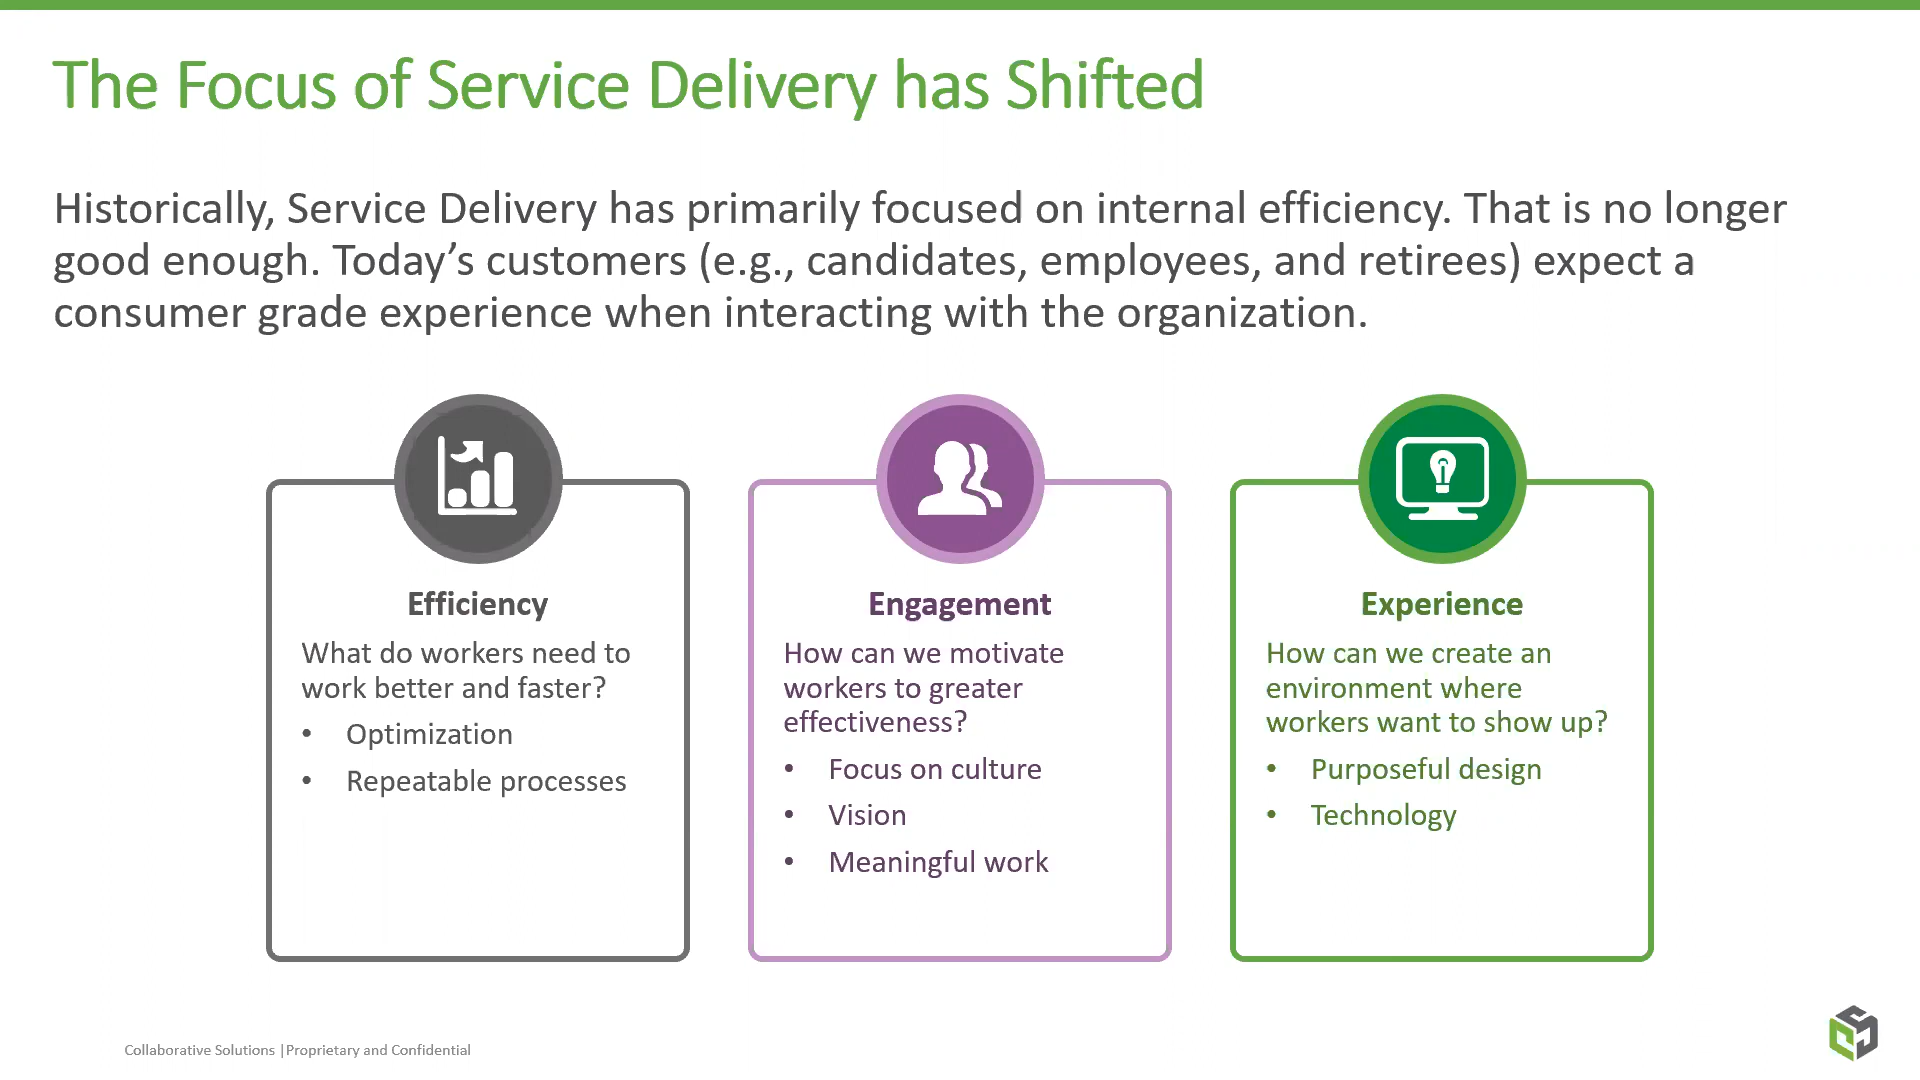 The Focus of Service Delivery has Shifted
Historically, Service Delivery has primarily focused on internal efficiency. That is no longer
good enough. Today’s customers (e.g., candidates, employees, and retirees) expect a
consumer grade experience when interacting with the organization.
Efficiency
What do workers need to
work better and faster?
• Optimization
• Repeatable processes
Engagement
How can we motivate
workers to greater
effectiveness?
• Focus on culture
• Vision
• Meaningful work
Experience
How can we create an
environment where
workers want to show up?
• Purposeful design
• Technology
Collaborative Solutions |Proprietary and Confidential